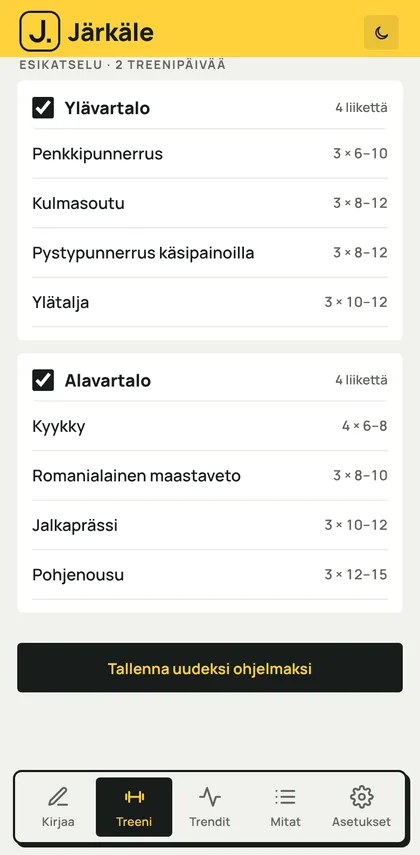 J. Järkäle
ESIKATSELU · 2 TREENIPÄIVÄÄ
Ylävartalo 4 liikettä
Penkkipunnerrus 3 × 6–10
Kulmasoutu 3 × 8–12
Pystypunnerrus käsipainoilla 3 × 8–12
Ylätalja 3 × 10–12
Alavartalo 4 liikettä
Kyykky 4 × 6–8
Romanialainen maastaveto 3 × 8–10
Jalkaprässi 3 × 10–12
Pohjenousu 3 × 12–15
Tallenna uudeksi ohjelmaksi
Kirjaa Treeni Trendit Mitat Asetukset